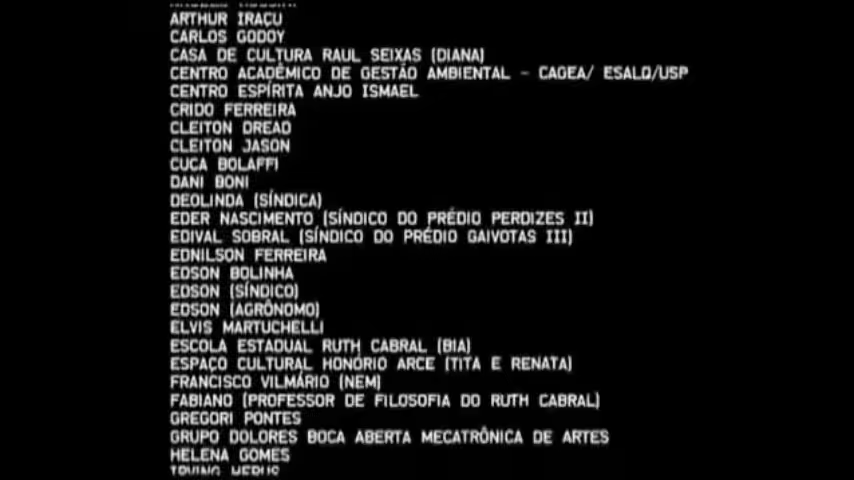 ARTHUR IRAÇU
CARLOS GODOY
CASA DE CULTURA RAUL SEIXAS (DIANA)
CENTRO ACADÊMICO DE GESTÃO AMBIENTAL - CAGEA/ ESALQ/USP
CENTRO ESPÍRITA ANJO ISMAEL
CRIDO FERREIRA
CLEITON DREAD
CLEITON JASON
CUCA BOLAFFI
DANI BONI
DEOLINDA (SÍNDICA)
EDER NASCIMENTO (SÍNDICO DO PRÉDIO PERDIZES II)
EDIVAL SOBRAL (SÍNDICO DO PRÉDIO GAIVOTAS III)
EDNILSON FERREIRA
EDSON BOLINHA
EDSON (SÍNDICO)
EDSON (AGRÔNOMO)
ELVIS MARTUCHELLI
ESCOLA ESTADUAL RUTH CABRAL (BIA)
ESPAÇO CULTURAL HONÓRIO ARCE (TITA E RENATA)
FRANCISCO VILMÁRIO (NEM)
FABIANO (PROFESSOR DE FILOSOFIA DO RUTH CABRAL)
GREGORI PONTES
GRUPO DOLORES BOCA ABERTA MECATRÔNICA DE ARTES
HELENA GOMES